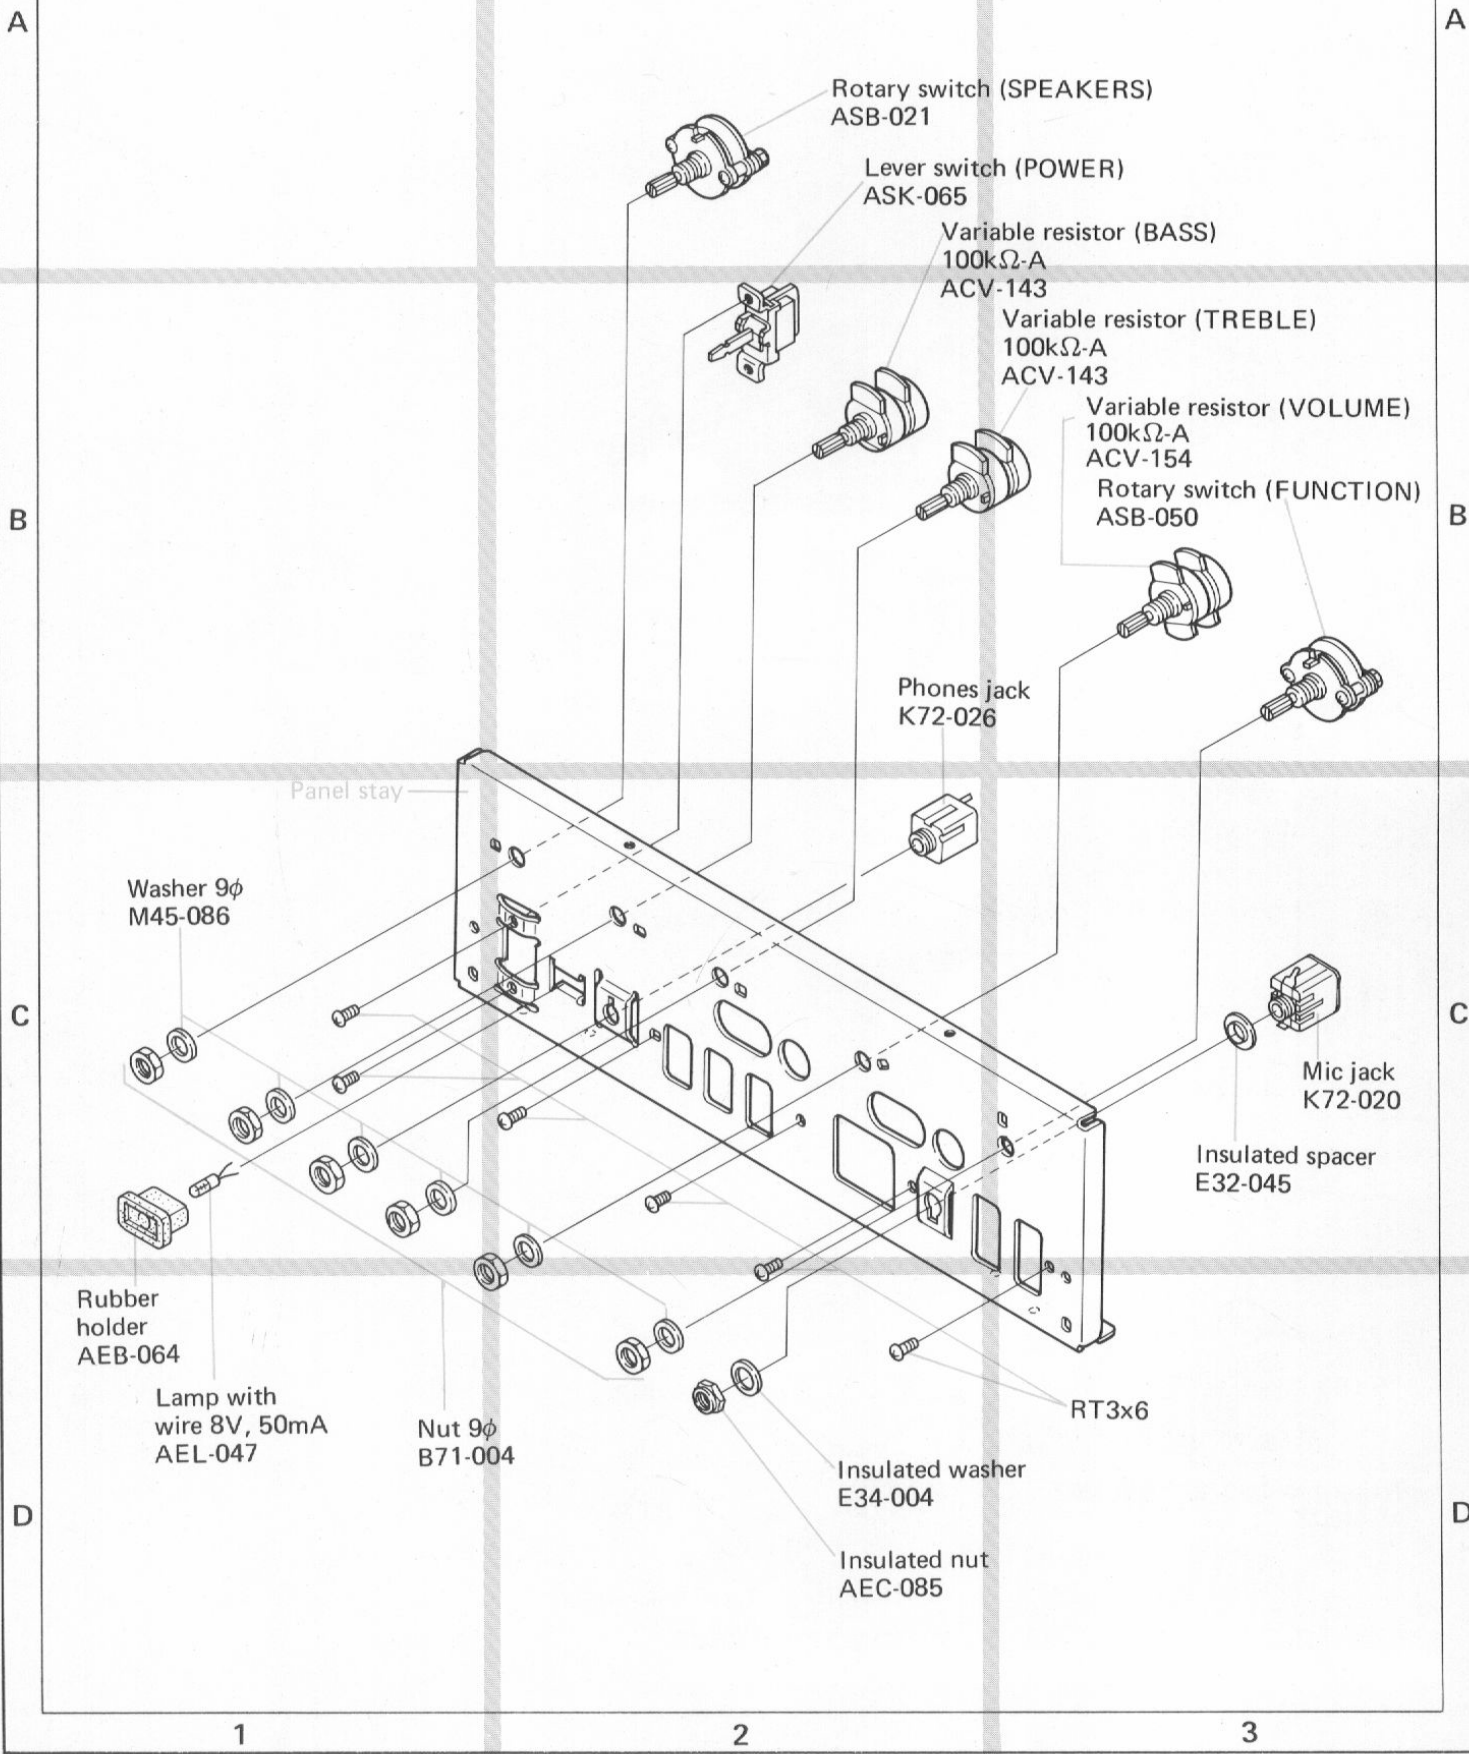 A
A
Rotary switch (SPEAKERS)
ASB-021
Lever switch (POWER)
ASK-065
Variable resistor (BASS)
100kΩ-A
ACV-143
Variable resistor (TREBLE)
100kΩ-A
ACV-143
Variable resistor (VOLUME)
100kΩ-A
ACV-154
Rotary switch (FUNCTION)
ASB-050
B
B
Phones jack
K72-026
Panel stay
Washer 9ϕ
M45-086
C
C
Mic jack
K72-020
Insulated spacer
E32-045
Rubber
holder
AEB-064
Lamp with
wire 8V, 50mA
AEL-047
Nut 9ϕ
B71-004
RT3x6
Insulated washer
E34-004
Insulated nut
AEC-085
D
D
1
2
3